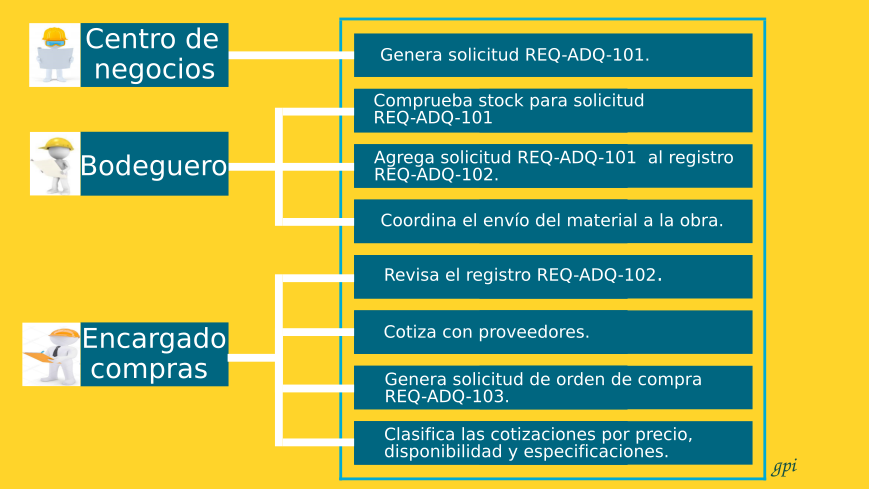 Centro de
negocios
Genera solicitud REQ-ADQ-101.
Bodeguero
Comprueba stock para solicitud
REQ-ADQ-101
Agrega solicitud REQ-ADQ-101 al registro
REQ-ADQ-102.
Coordina el envío del material a la obra.
Encargado
compras
Revisa el registro REQ-ADQ-102.
Cotiza con proveedores.
Genera solicitud de orden de compra
REQ-ADQ-103.
Clasifica las cotizaciones por precio,
disponibilidad y especificaciones.
gpi